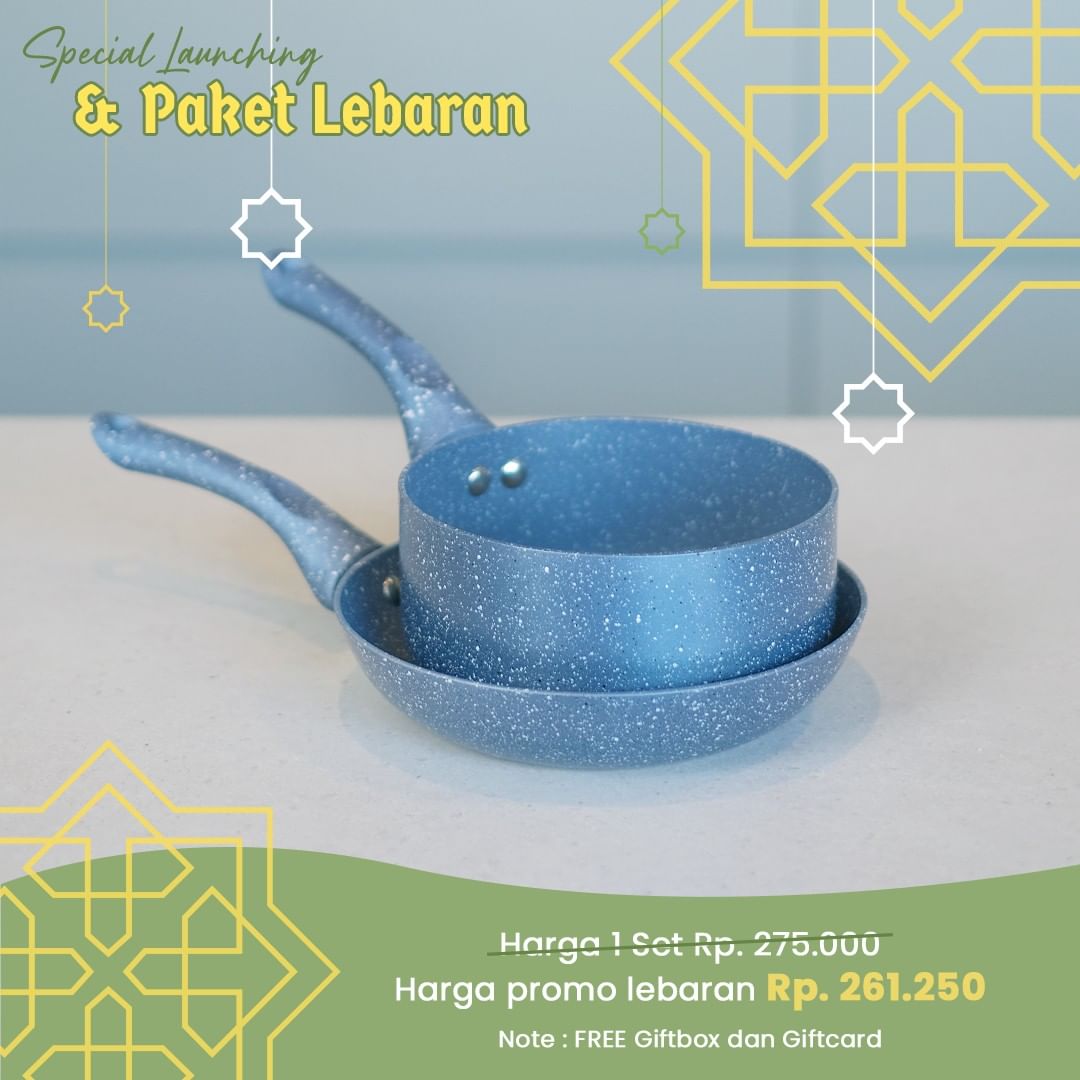 Special Launching
& Paket Lebaran
Harga 1 Set Rp. 275.000
Harga promo lebaran Rp. 261.250
Note : FREE Giftbox dan Giftcard